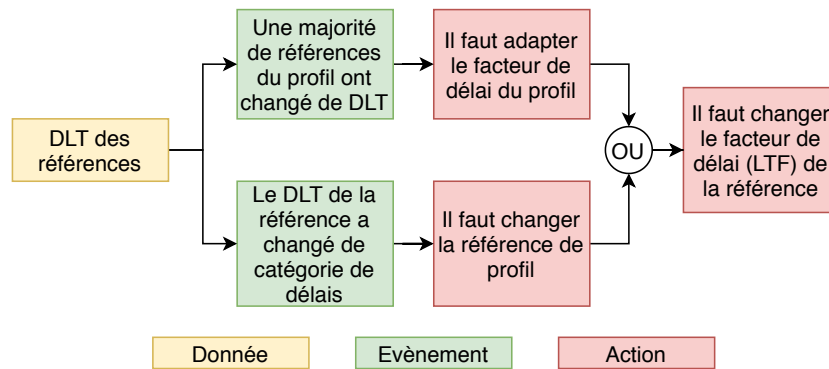 DLT des
références
Une majorité
de références
du profil ont
changé de DLT
Il faut adapter
le facteur de
délai du profil
Le DLT de la
référence a
changé de
catégorie de
délais
Il faut changer
la référence de
profil
OU
Il faut changer
le facteur de
délai (LTF) de
la référence
Donnée
Evènement
Action